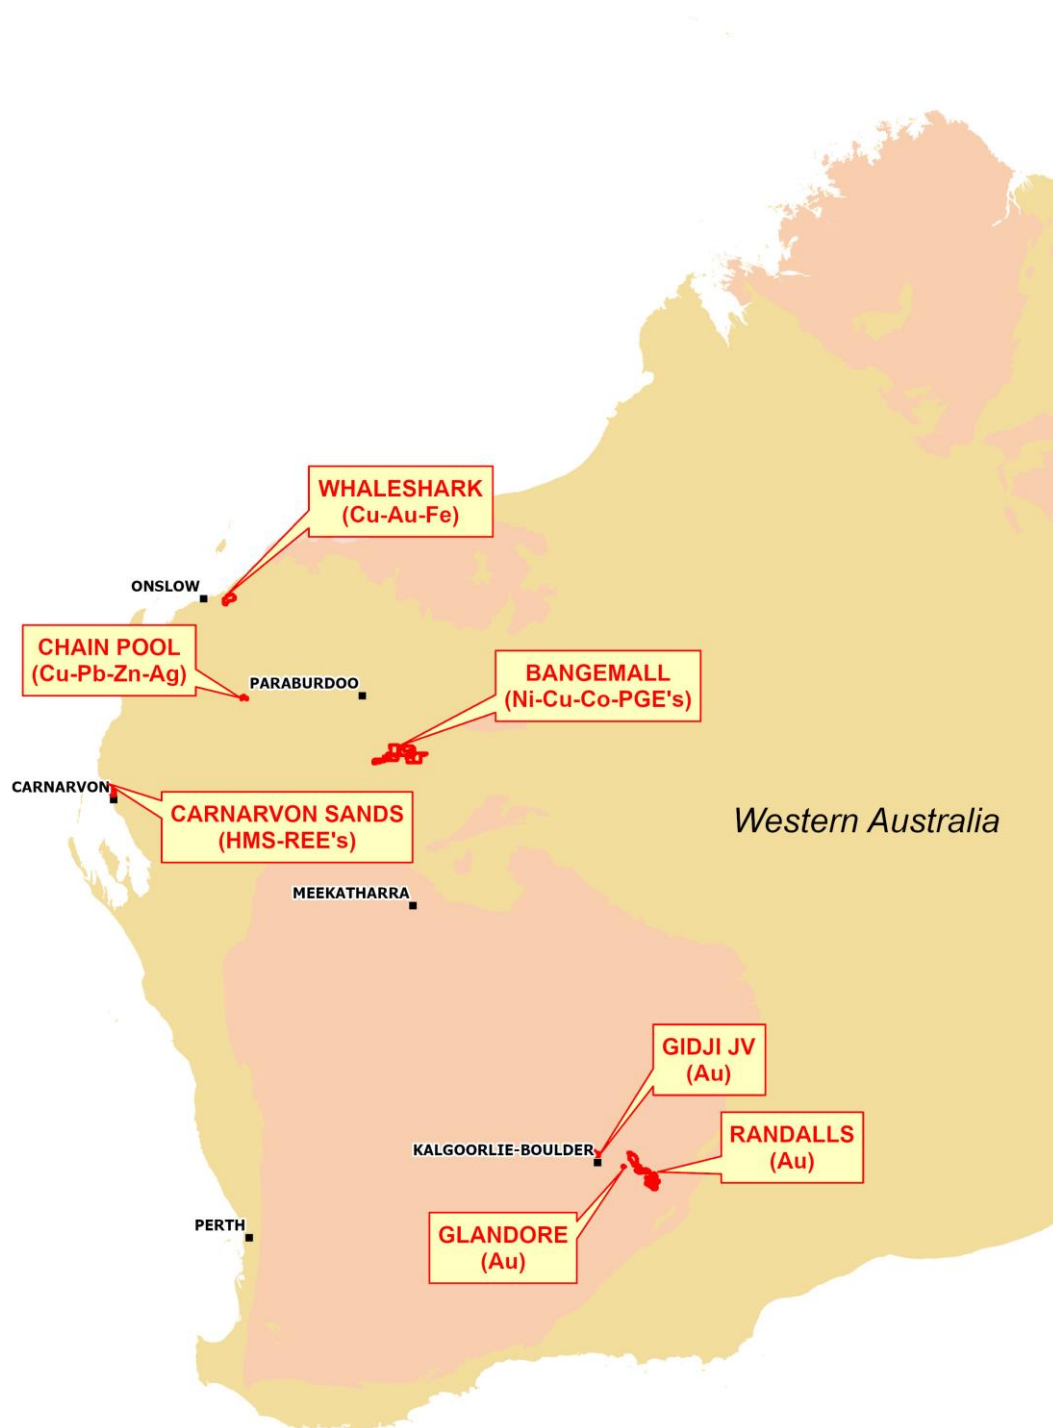 WHALESHARK
(Cu-Au-Fe)
ONSLOW
CHAIN POOL
(Cu-Pb-Zn-Ag)
PARABURDOO
BANGEMALL
(Ni-Cu-Co-PGE's)
CARNARVON
CARNARVON SANDS
(HMS-REE's)
Western Australia
MEEKATHARRA
GIDJI JV
(Au)
KALGOORLIE-BOULDER
RANDALLS
(Au)
PERTH
GLANDORE
(Au)